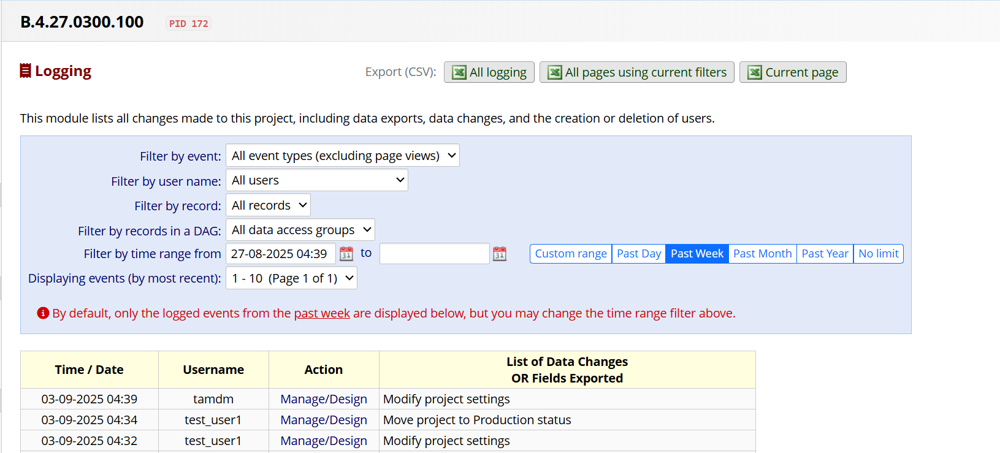 B.4.27.0300.100 PID 172
Logging
Export (CSV): All logging All pages using current filters Current page
This module lists all changes made to this project, including data exports, data changes, and the creation or deletion of users.
Filter by event: All event types (excluding page views)
Filter by user name: All users
Filter by record: All records
Filter by records in a DAG: All data access groups
Filter by time range from 27-08-2025 04:39 31 to 31 Custom range Past Day Past Week Past Month Past Year No limit
Displaying events (by most recent): 1 - 10 (Page 1 of 1)
By default, only the logged events from the past week are displayed below, but you may change the time range filter above.
Time / Date Username Action List of Data Changes
OR Fields Exported
03-09-2025 04:39 tamdm Manage/Design Modify project settings
03-09-2025 04:34 test_user1 Manage/Design Move project to Production status
03-09-2025 04:32 test_user1 Manage/Design Modify project settings